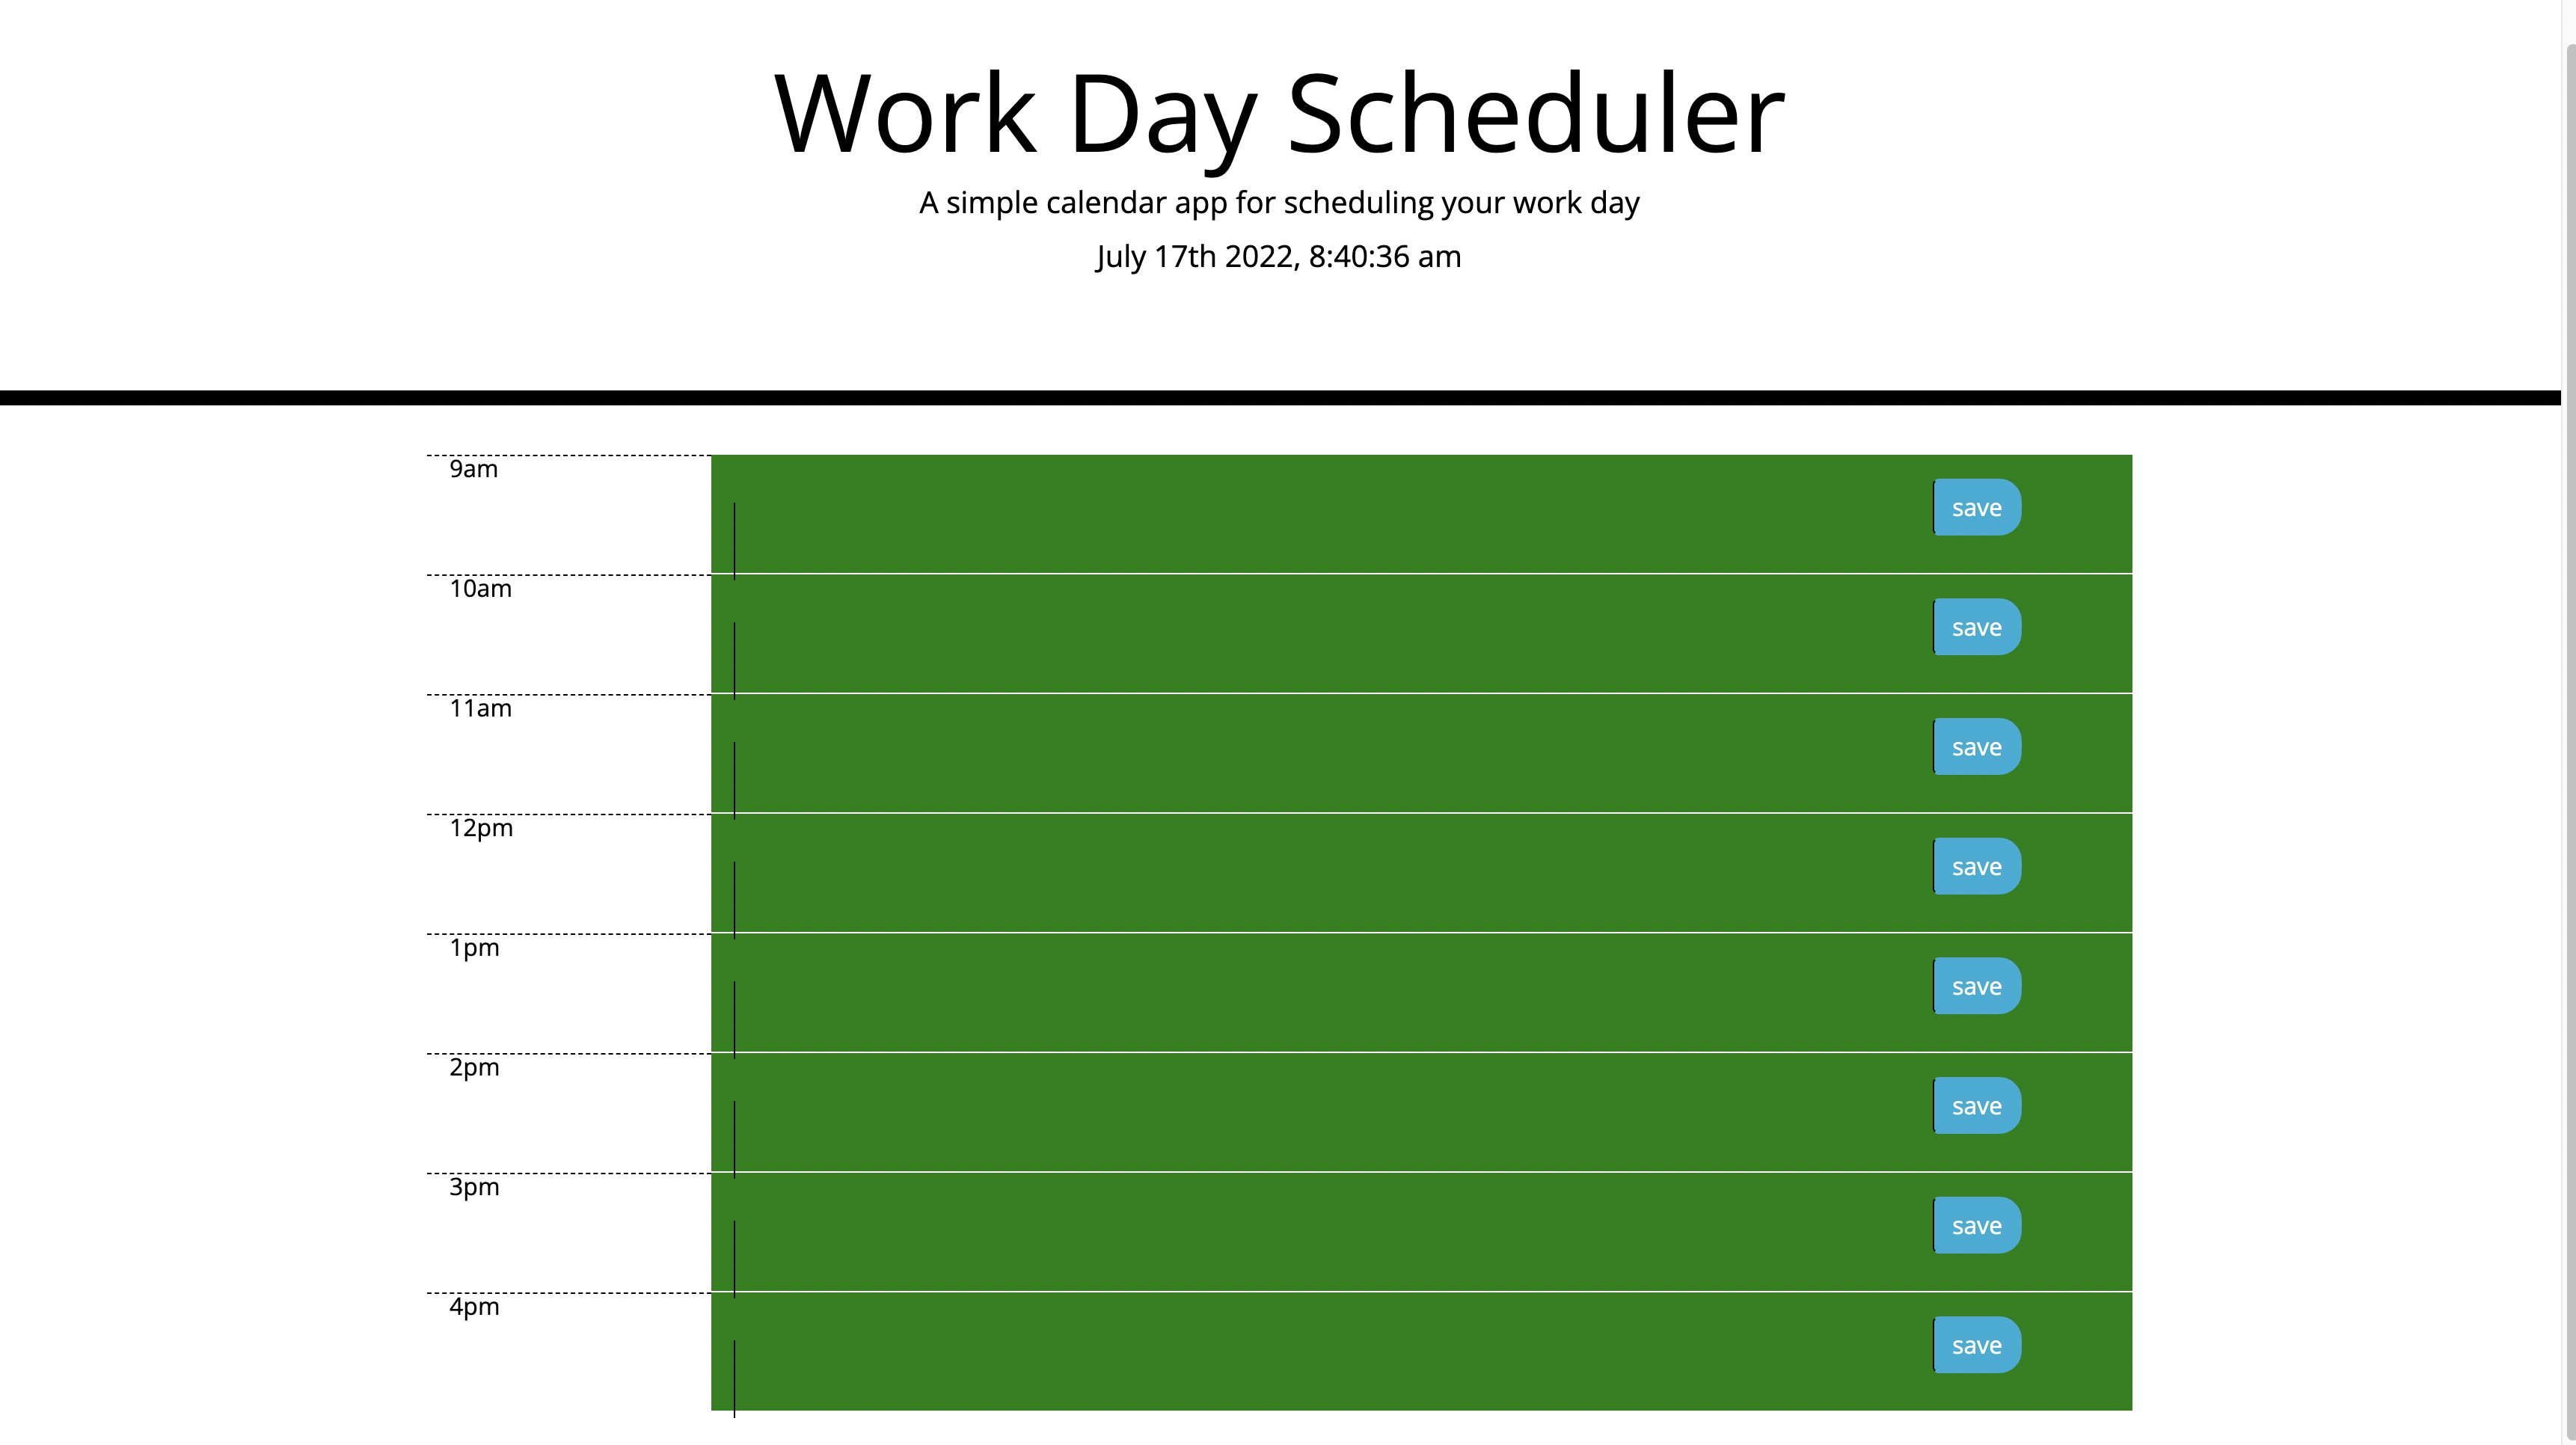 Work Day Scheduler
A simple calendar app for scheduling your work day
July 17th 2022, 8:40:36 am
9am
save
10am
save
11am
save
12pm
save
1pm
save
2pm
save
3pm
save
4pm
save